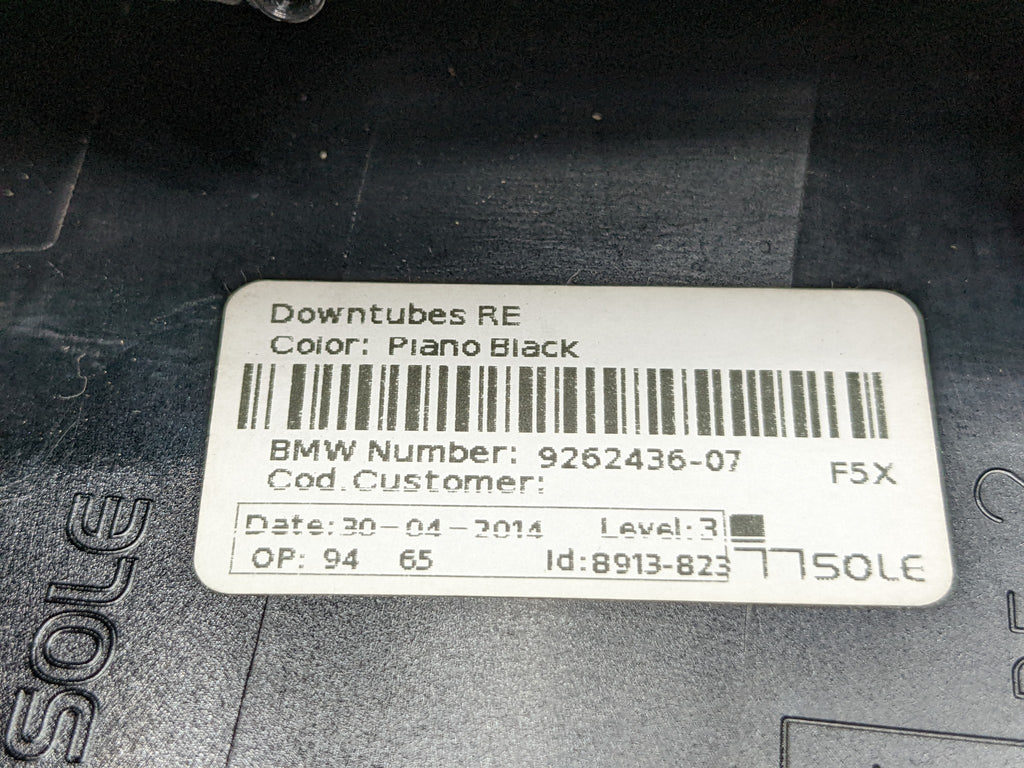 Downtubes RE
Color: Piano Black
BMW Number: 9262436-07
F5X
Cod.Customer:
Date: 30-04-2014 Level: 3
OP: 94 65 Id: 8913-823
SOLE
SOLE